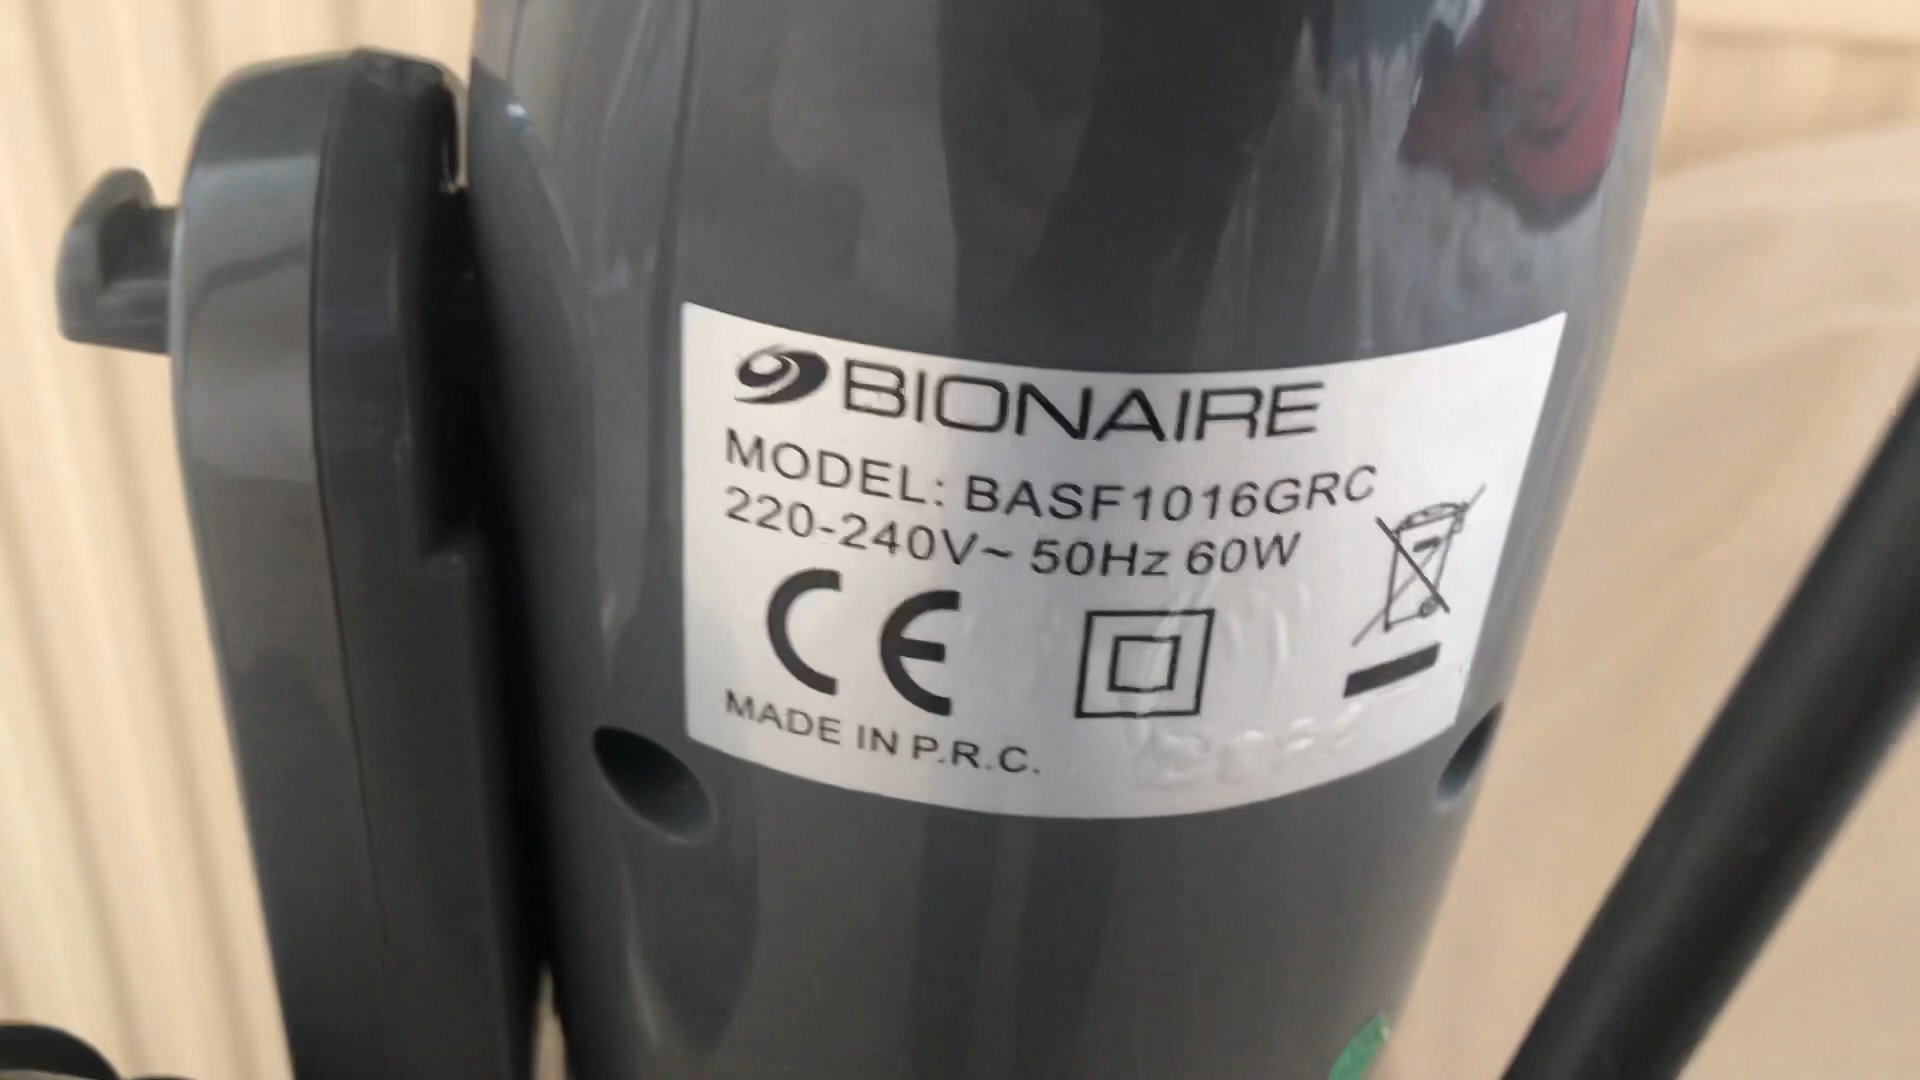 BIONAIRE
MODEL: BASF1016GRC
220-240V~ 50Hz 60W
CE
MADE IN P.R.C.